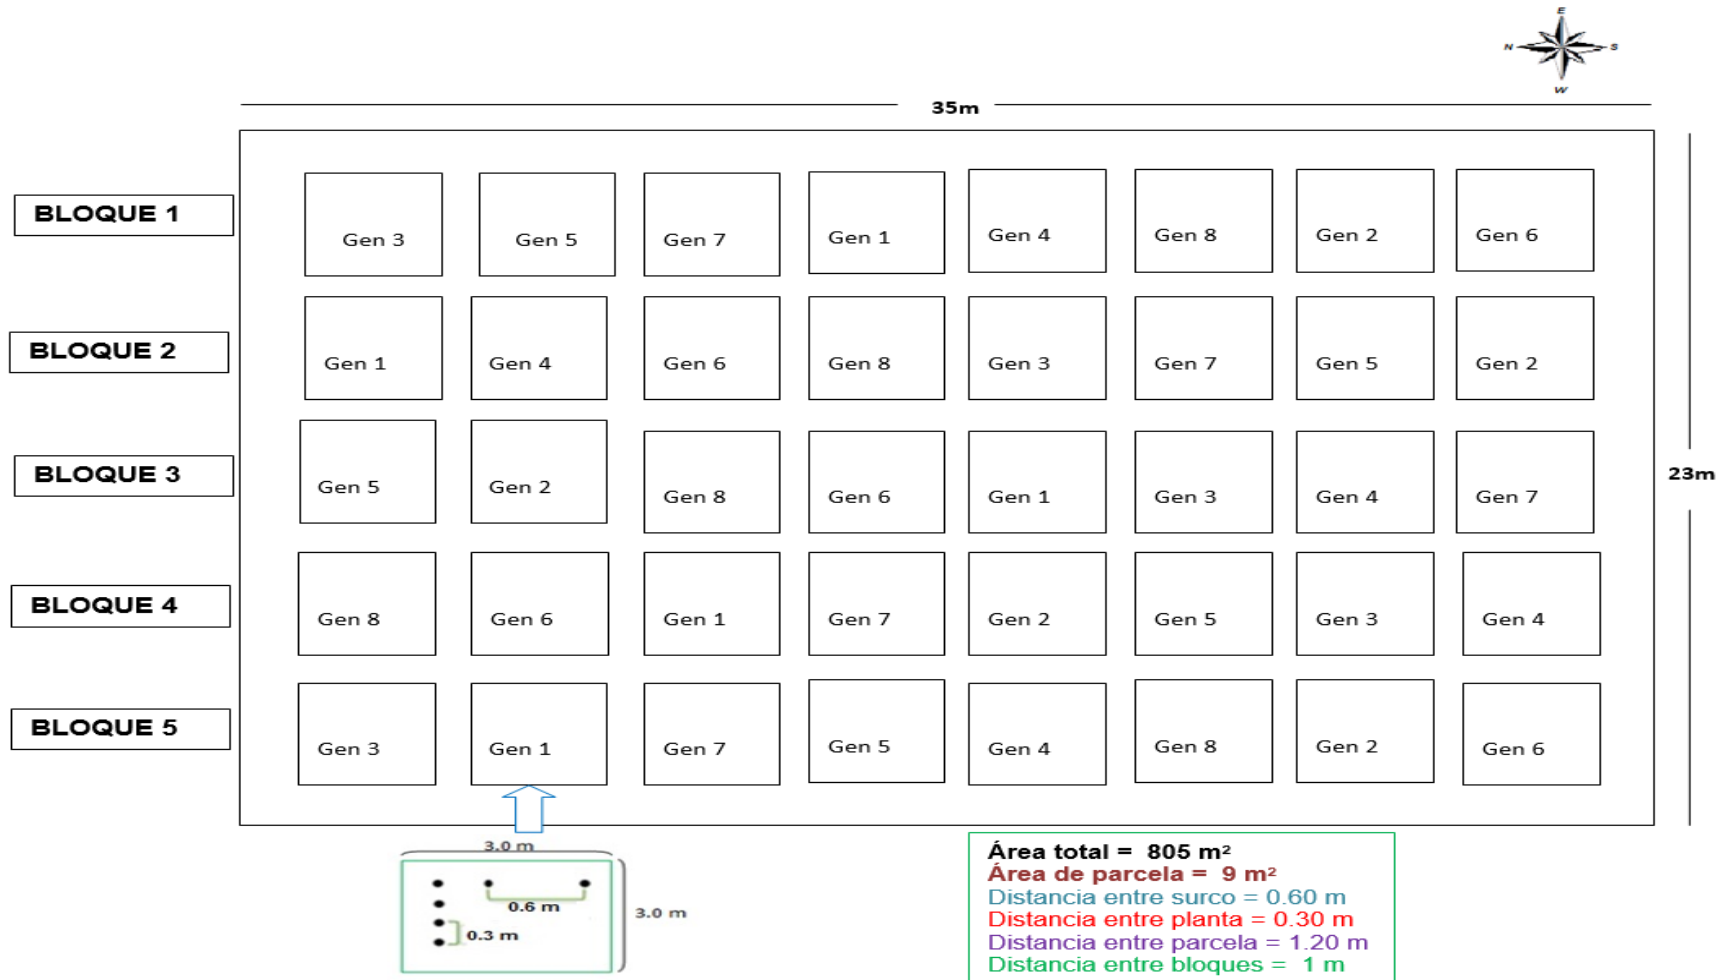 E
N S
W
35m
BLOQUE 1
Gen 3 Gen 5 Gen 7 Gen 1 Gen 4 Gen 8 Gen 2 Gen 6
BLOQUE 2
Gen 1 Gen 4 Gen 6 Gen 8 Gen 3 Gen 7 Gen 5 Gen 2
BLOQUE 3
Gen 5 Gen 2 Gen 8 Gen 6 Gen 1 Gen 3 Gen 4 Gen 7
23m
BLOQUE 4
Gen 8 Gen 6 Gen 1 Gen 7 Gen 2 Gen 5 Gen 3 Gen 4
BLOQUE 5
Gen 3 Gen 1 Gen 7 Gen 5 Gen 4 Gen 8 Gen 2 Gen 6
3.0 m
0.6 m
0.3 m
3.0 m
Área total = 805 m²
Área de parcela = 9 m²
Distancia entre surco = 0.60 m
Distancia entre planta = 0.30 m
Distancia entre parcela = 1.20 m
Distancia entre bloques = 1 m